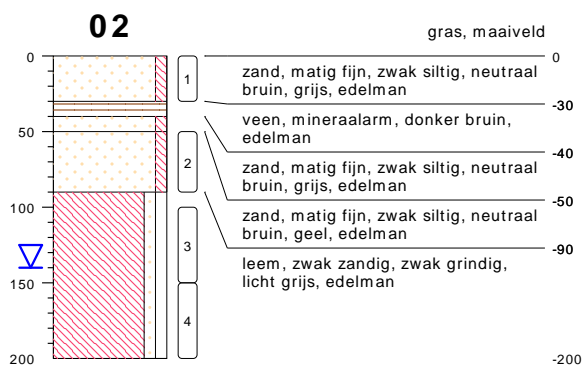 02
gras, maaiveld
0
0
1
zand, matig fijn, zwak siltig, neutraal
bruin, grijs, edelman
-30
veen, mineraalarm, donker bruin,
edelman
-40
50
2
zand, matig fijn, zwak siltig, neutraal
bruin, grijs, edelman
-50
zand, matig fijn, zwak siltig, neutraal
bruin, geel, edelman
-90
100
3
leem, zwak zandig, zwak grindig,
licht grijs, edelman
150
4
200
-200